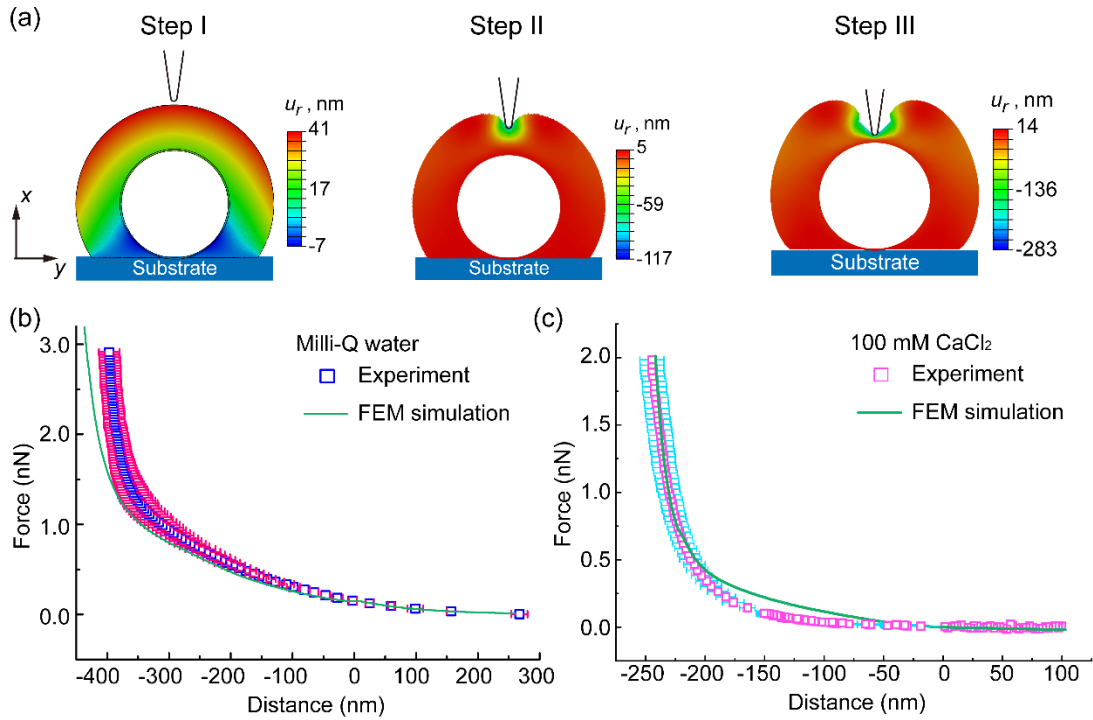 (a)
Step I
Step II
Step III
u_r , nm
41
17
-7
u_r , nm
5
-59
-117
u_r , nm
14
-136
-283
x
y
Substrate
Substrate
Substrate
(b)
Milli-Q water
Experiment
FEM simulation
3.0
2.0
1.0
0.0
Force (nN)
-400 -300 -200 -100 0 100 200 300
Distance (nm)
(c)
100 mM CaCl₂
Experiment
FEM simulation
2.0
1.5
1.0
0.5
0.0
Force (nN)
-250 -200 -150 -100 -50 0 50 100
Distance (nm)